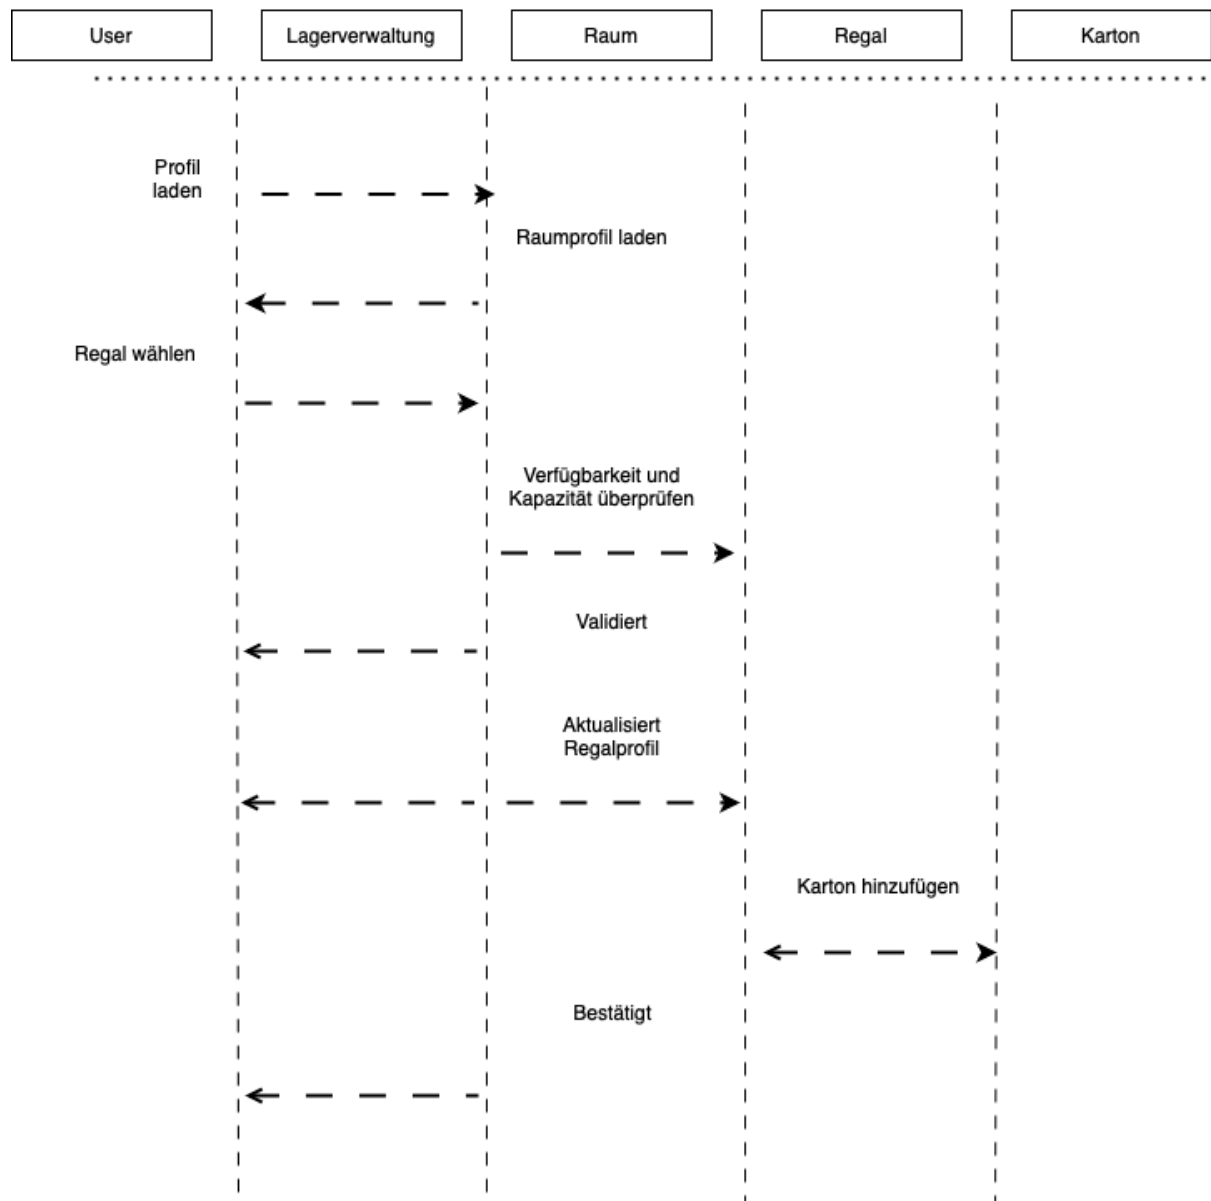 User
Lagerverwaltung
Raum
Regal
Karton
Profil
laden
Raumprofil laden
Regal wählen
Verfügbarkeit und
Kapazität überprüfen
Validiert
Aktualisiert
Regalprofil
Karton hinzufügen
Bestätigt